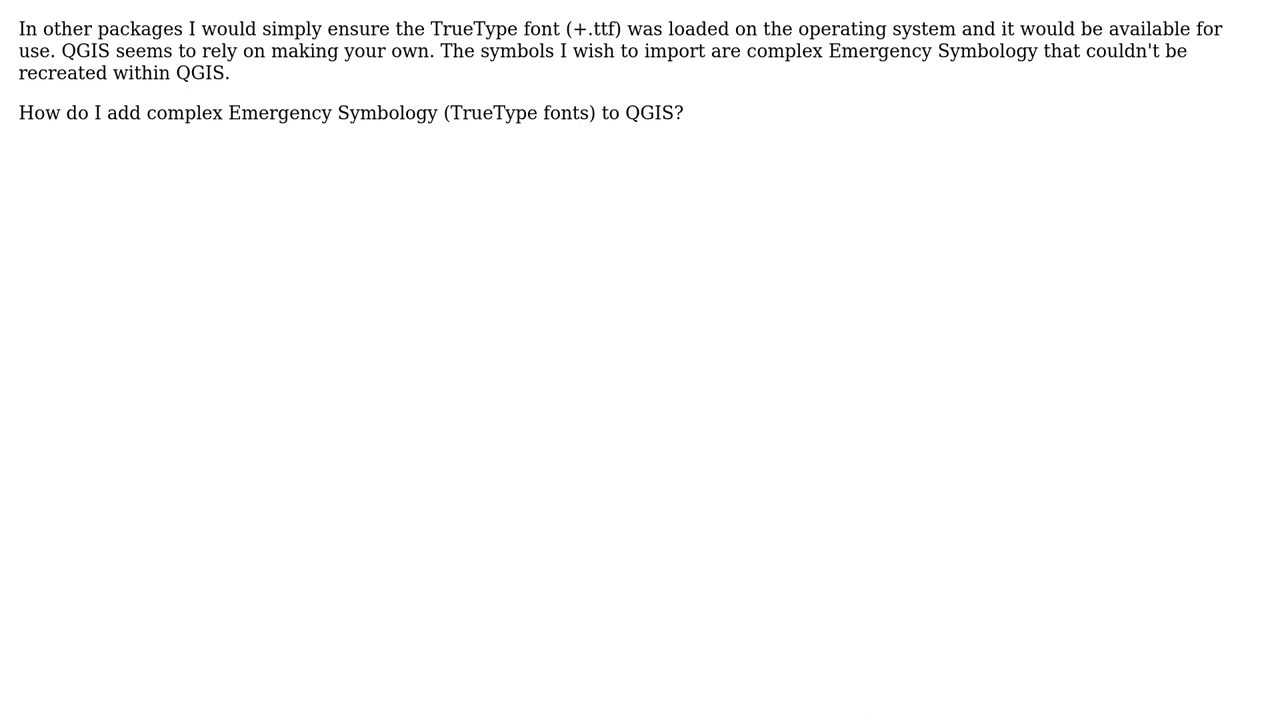 In other packages I would simply ensure the TrueType font (+.ttf) was loaded on the operating system and it would be available for
use. QGIS seems to rely on making your own. The symbols I wish to import are complex Emergency Symbology that couldn't be
recreated within QGIS.
How do I add complex Emergency Symbology (TrueType fonts) to QGIS?